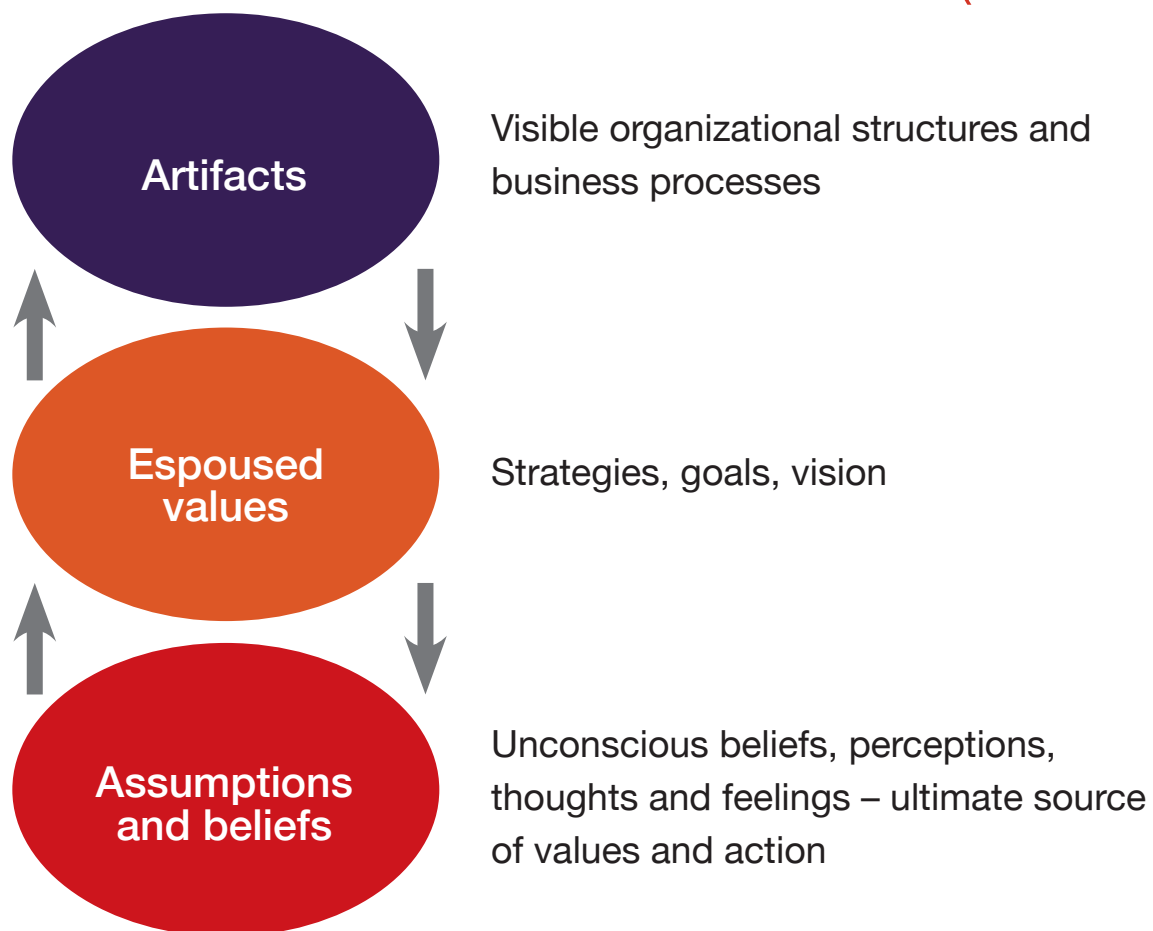 Artifacts
Visible organizational structures and
business processes
Espoused
values
Strategies, goals, vision
Assumptions
and beliefs
Unconscious beliefs, perceptions,
thoughts and feelings – ultimate source
of values and action